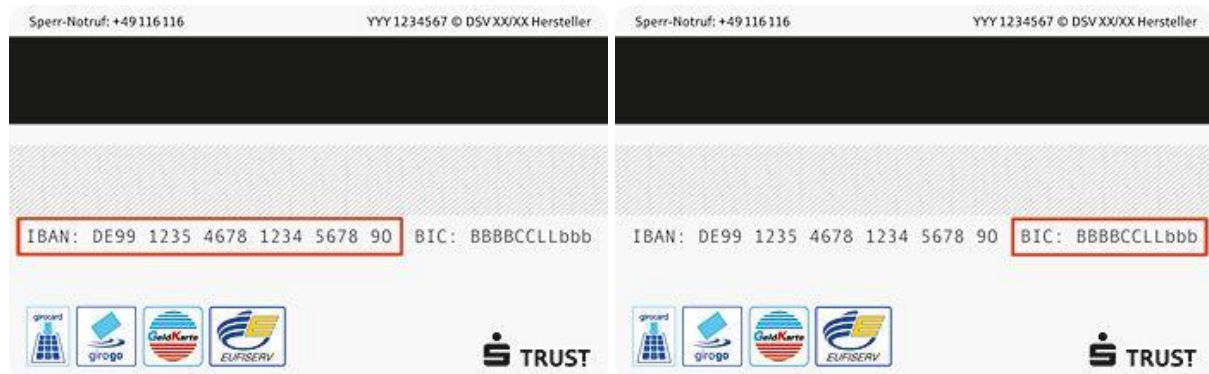 Sperr-Notruf: +49 116 116 YYY 1234567 © DSV XX/XX Hersteller
IBAN: DE99 1235 4678 1234 5678 90 BIC: BBBBCCLLbbb
girocard
girogo
GeldKarte
EUFISERV
S TRUST
Sperr-Notruf: +49 116 116 YYY 1234567 © DSV XX/XX Hersteller
IBAN: DE99 1235 4678 1234 5678 90 BIC: BBBBCCLLbbb
girocard
girogo
GeldKarte
EUFISERV
S TRUST